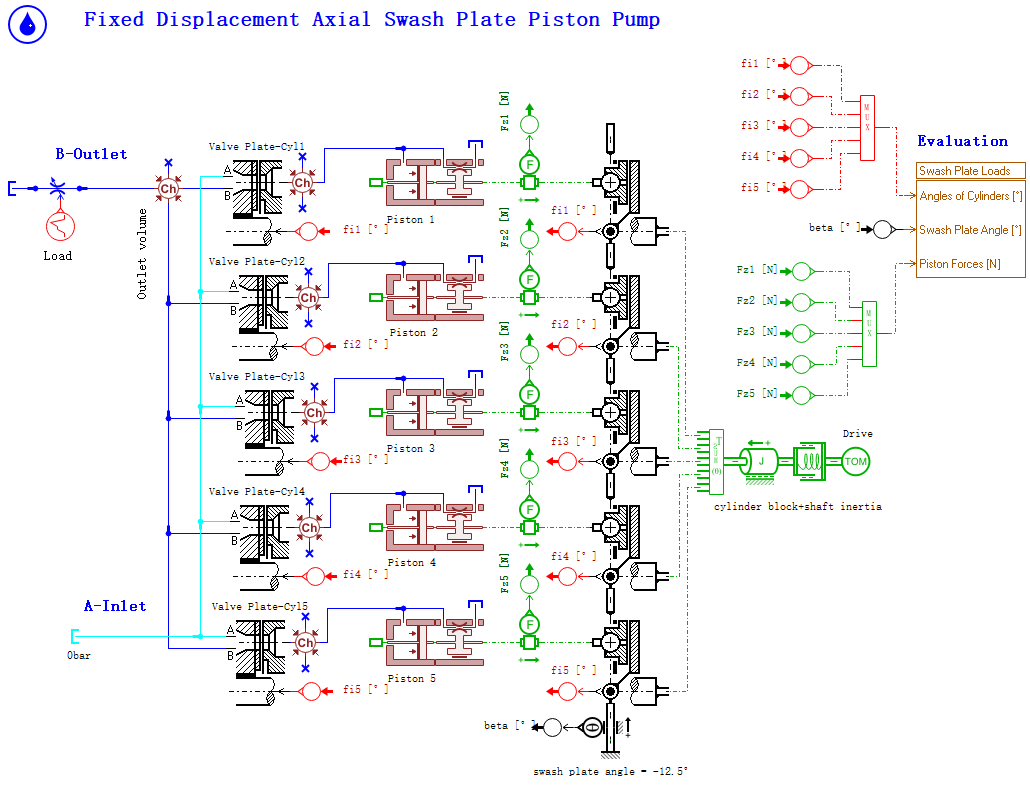 Fixed Displacement Axial Swash Plate Piston Pump
fi1 [°]
fi2 [°]
fi3 [°]
fi4 [°]
fi5 [°]
MUX
Evaluation
Swash Plate Loads
Angles of Cylinders [°]
beta [°]
Swash Plate Angle [°]
Piston Forces [N]
Fz1 [N]
Fz2 [N]
Fz3 [N]
Fz4 [N]
Fz5 [N]
MUX
B-Outlet
Load
Outlet volume
Valve Plate-Cyl1
A
B
Ch
Ch
fi1 [°]
Piston 1
Fz1 [N]
F
fi1 [°]
Valve Plate-Cyl2
A
B
Ch
fi2 [°]
Piston 2
Fz2 [N]
F
fi2 [°]
Valve Plate-Cyl3
A
B
Ch
fi3 [°]
Piston 3
Fz3 [N]
F
fi3 [°]
Valve Plate-Cyl4
A
B
Ch
fi4 [°]
Piston 4
Fz4 [N]
F
fi4 [°]
A-Inlet
0bar
Valve Plate-Cyl5
A
B
Ch
fi5 [°]
Piston 5
Fz5 [N]
F
fi5 [°]
Drive
(θ)
J
TOM
cylinder block+shaft inertia
beta [°]
θ
swash plate angle = -12.5°